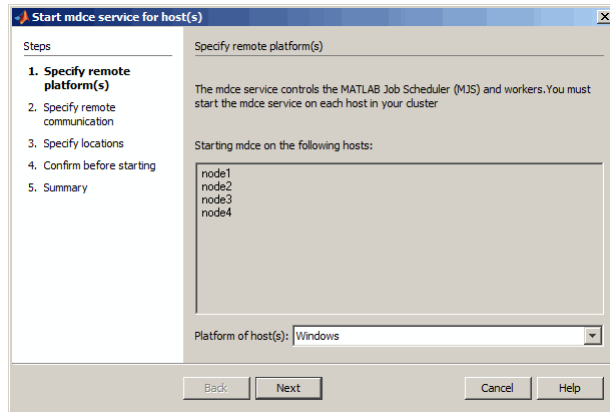 Start mdce service for host(s)
Steps
1. Specify remote
platform(s)
2. Specify remote
communication
3. Specify locations
4. Confirm before starting
5. Summary
Specify remote platform(s)
The mdce service controls the MATLAB Job Scheduler (MJS) and workers.You must
start the mdce service on each host in your cluster
Starting mdce on the following hosts:
node1
node2
node3
node4
Platform of host(s): Windows
Back Next Cancel Help